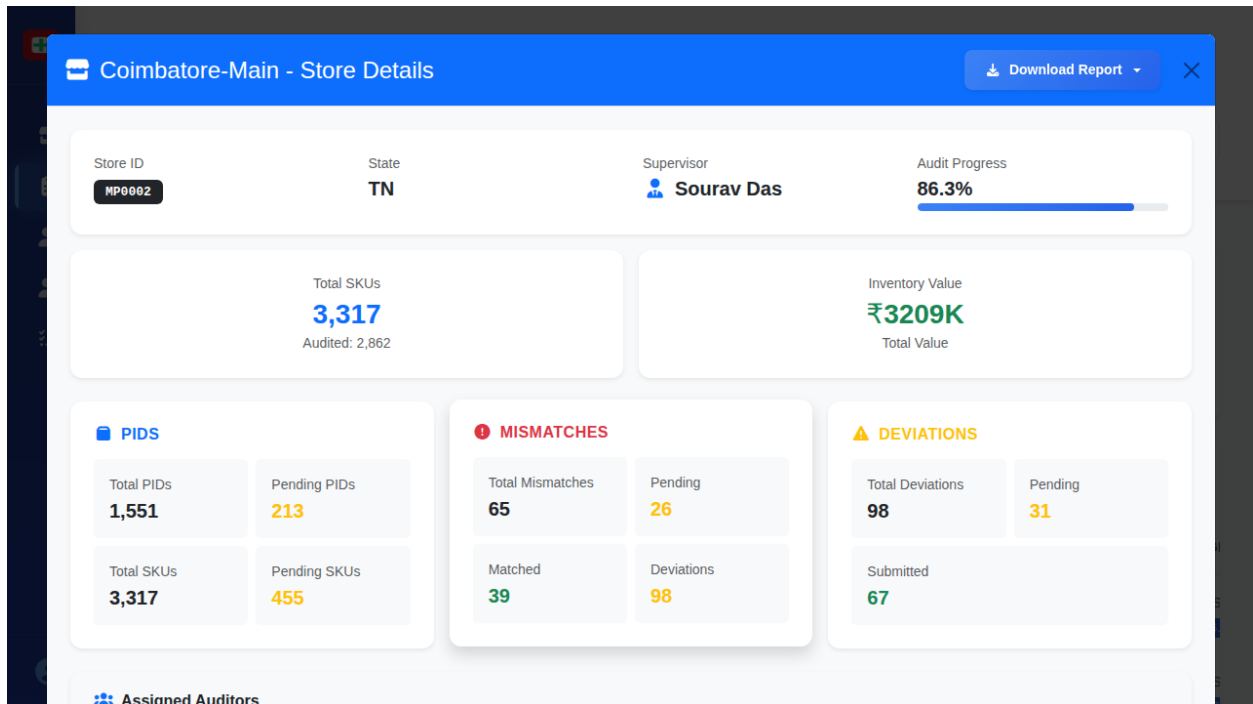 Coimbatore-Main - Store Details
Download Report
Store ID
MP0002
State
TN
Supervisor
Sourav Das
Audit Progress
86.3%
Total SKUs
3,317
Audited: 2,862
Inventory Value
₹3209K
Total Value
PIDS
Total PIDs
1,551
Pending PIDs
213
Total SKUs
3,317
Pending SKUs
455
MISMATCHES
Total Mismatches
65
Pending
26
Matched
39
Deviations
98
DEVIATIONS
Total Deviations
98
Pending
31
Submitted
67
Assigned Auditors